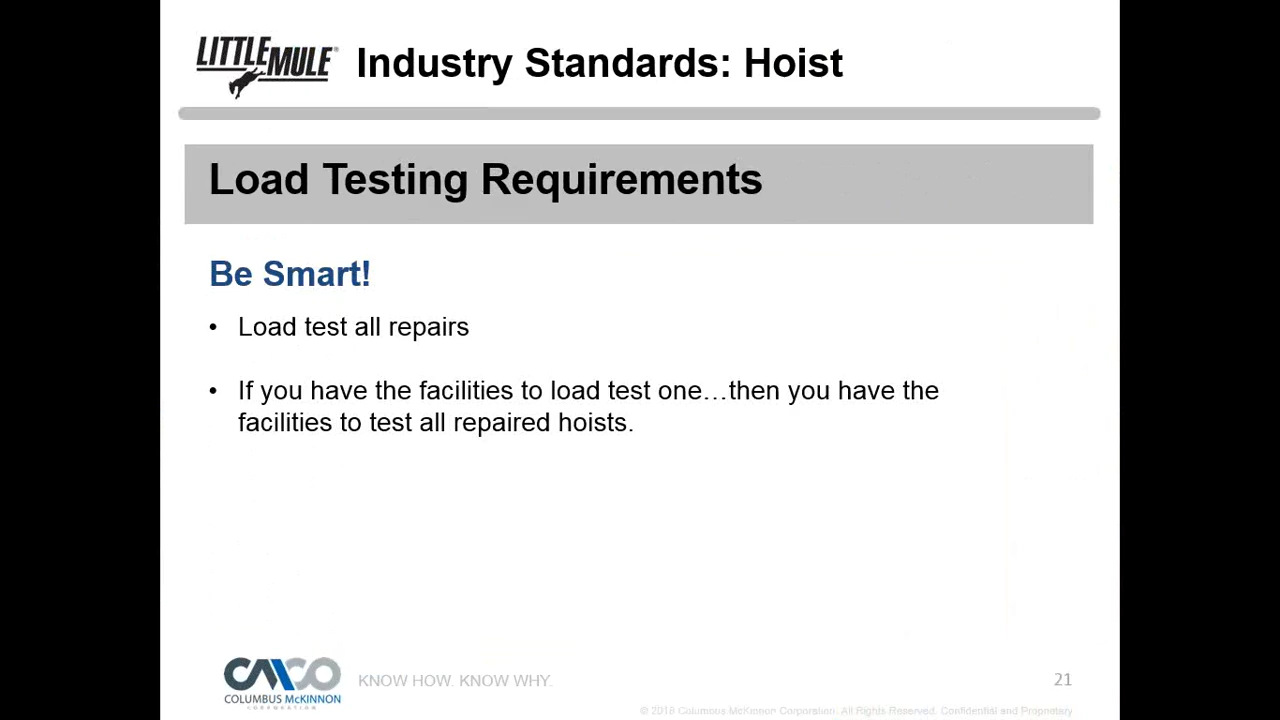 LITTLE MULE®
Industry Standards: Hoist
Load Testing Requirements
Be Smart!
• Load test all repairs
• If you have the facilities to load test one…then you have the
facilities to test all repaired hoists.
CMCO
COLUMBUS McKINNON
CORPORATION
KNOW HOW. KNOW WHY.
21
© 2018 Columbus McKinnon Corporation. All Rights Reserved. Confidential and Proprietary